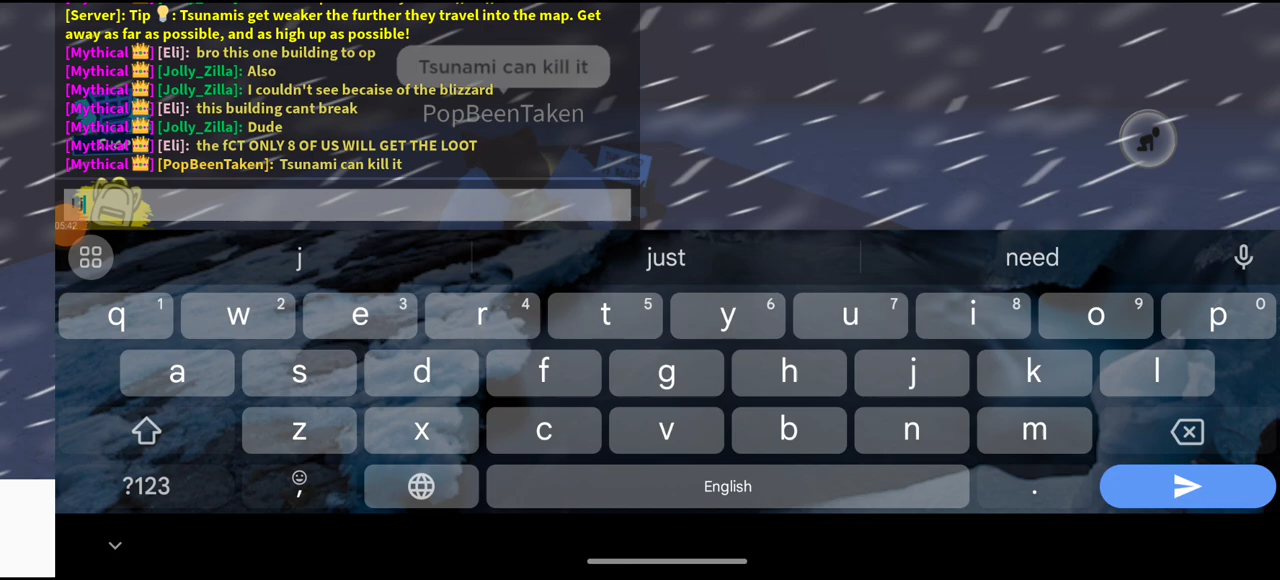 [Server]: Tip 💡: Tsunamis get weaker the further they travel into the map. Get
away as far as possible, and as high up as possible!
[Mythical👑] [Eli]: bro this one building to op
[Mythical👑] [Jolly_Zilla]: Also
[Mythical👑] [Jolly_Zilla]: I couldn't see becaise of the blizzard
[Mythical👑] [Eli]: this building cant break
[Mythical👑] [Jolly_Zilla]: Dude
[Mythical👑] [Eli]: the fCT ONLY 8 OF US WILL GET THE LOOT
[Mythical👑] [PopBeenTaken]: Tsunami can kill it
Tsunami can kill it
PopBeenTaken
05:42
j just need
q 1 w 2 e 3 r 4 t 5 y 6 u 7 i 8 o 9 p 0
a s d f g h j k l
z x c v b n m
?123 , English .